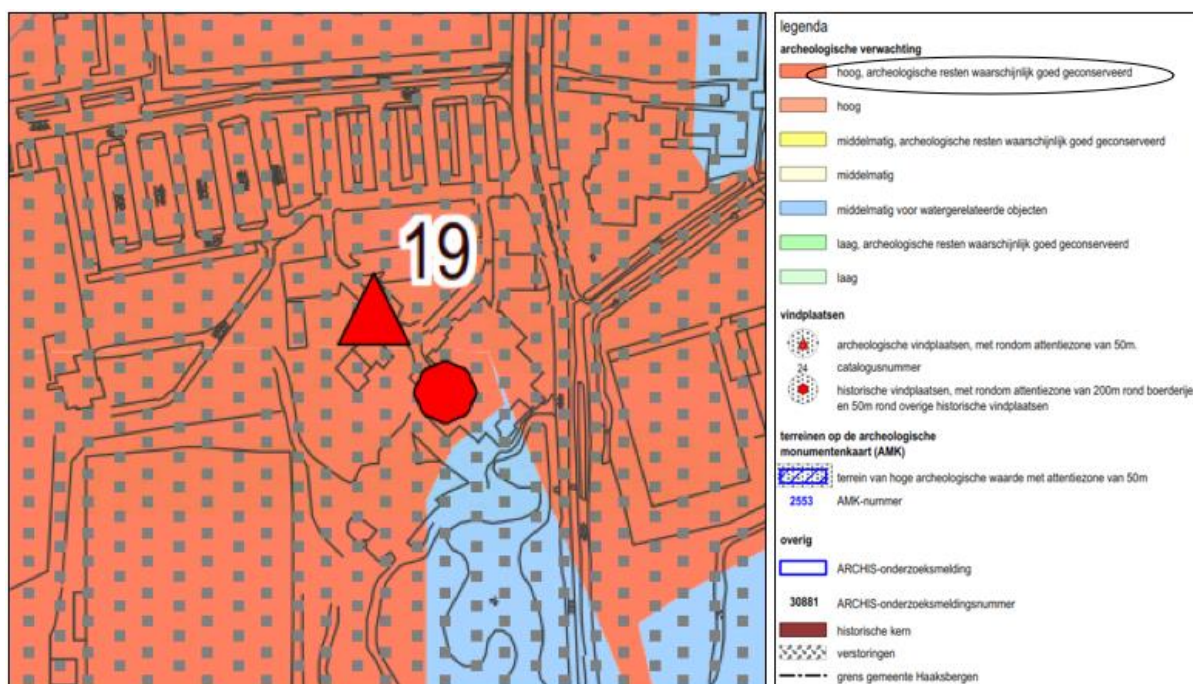 19
legenda
archeologische verwachting
hoog, archeologische resten waarschijnlijk goed geconserveerd
hoog
middelmatig, archeologische resten waarschijnlijk goed geconserveerd
middelmatig
middelmatig voor watergerelateerde objecten
laag, archeologische resten waarschijnlijk goed geconserveerd
laag
vindplaatsen
archeologische vindplaatsen, met rondom attentiezone van 50m.
24 catalogusnummer
historische vindplaatsen, met rondom attentiezone van 200m rond boerderije
en 50m rond overige historische vindplaatsen
terreinen op de archeologische
monumentenkaart (AMK)
terrein van hoge archeologische waarde met attentiezone van 50m
2553 AMK-nummer
overig
ARCHIS-onderzoeksmelding
30881 ARCHIS-onderzoeksmeldingsnummer
historische kern
verstoringen
grens gemeente Haaksbergen